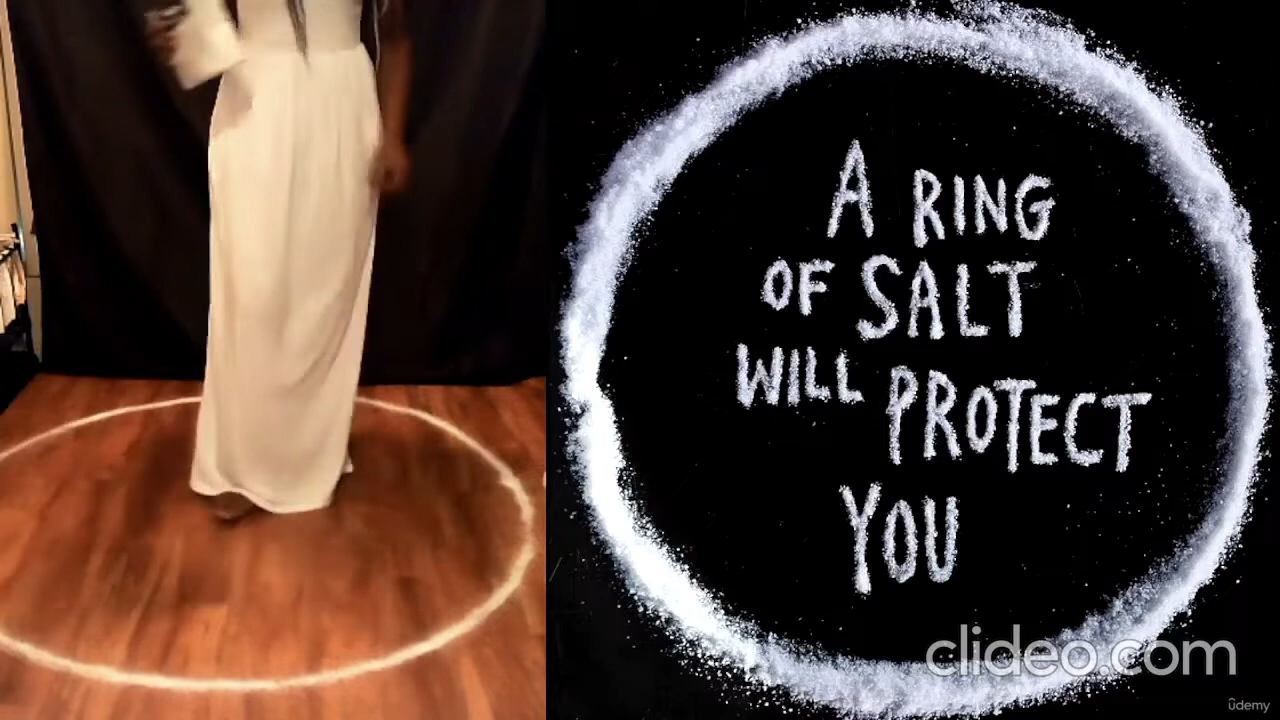 A RING
OF SALT
WILL PROTECT
YOU
clideo.com
ûdemy